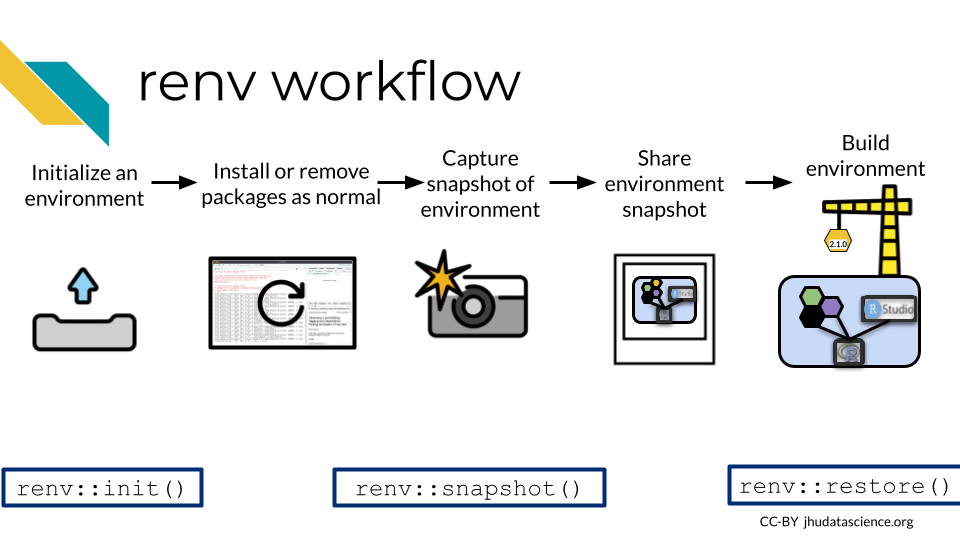 renv workflow
Initialize an
environment
Install or remove
packages as normal
Capture
snapshot of
environment
Share
environment
snapshot
Build
environment
2.1.0
R Studio
R
renv::init()
renv::snapshot()
renv::restore()
CC-BY jhudatascience.org